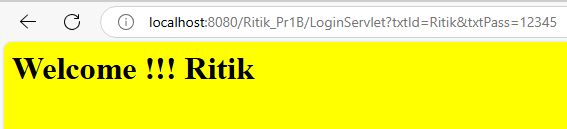 localhost:8080/Ritik_Pr1B/LoginServlet?txtId=Ritik&txtPass=12345
Welcome !!! Ritik